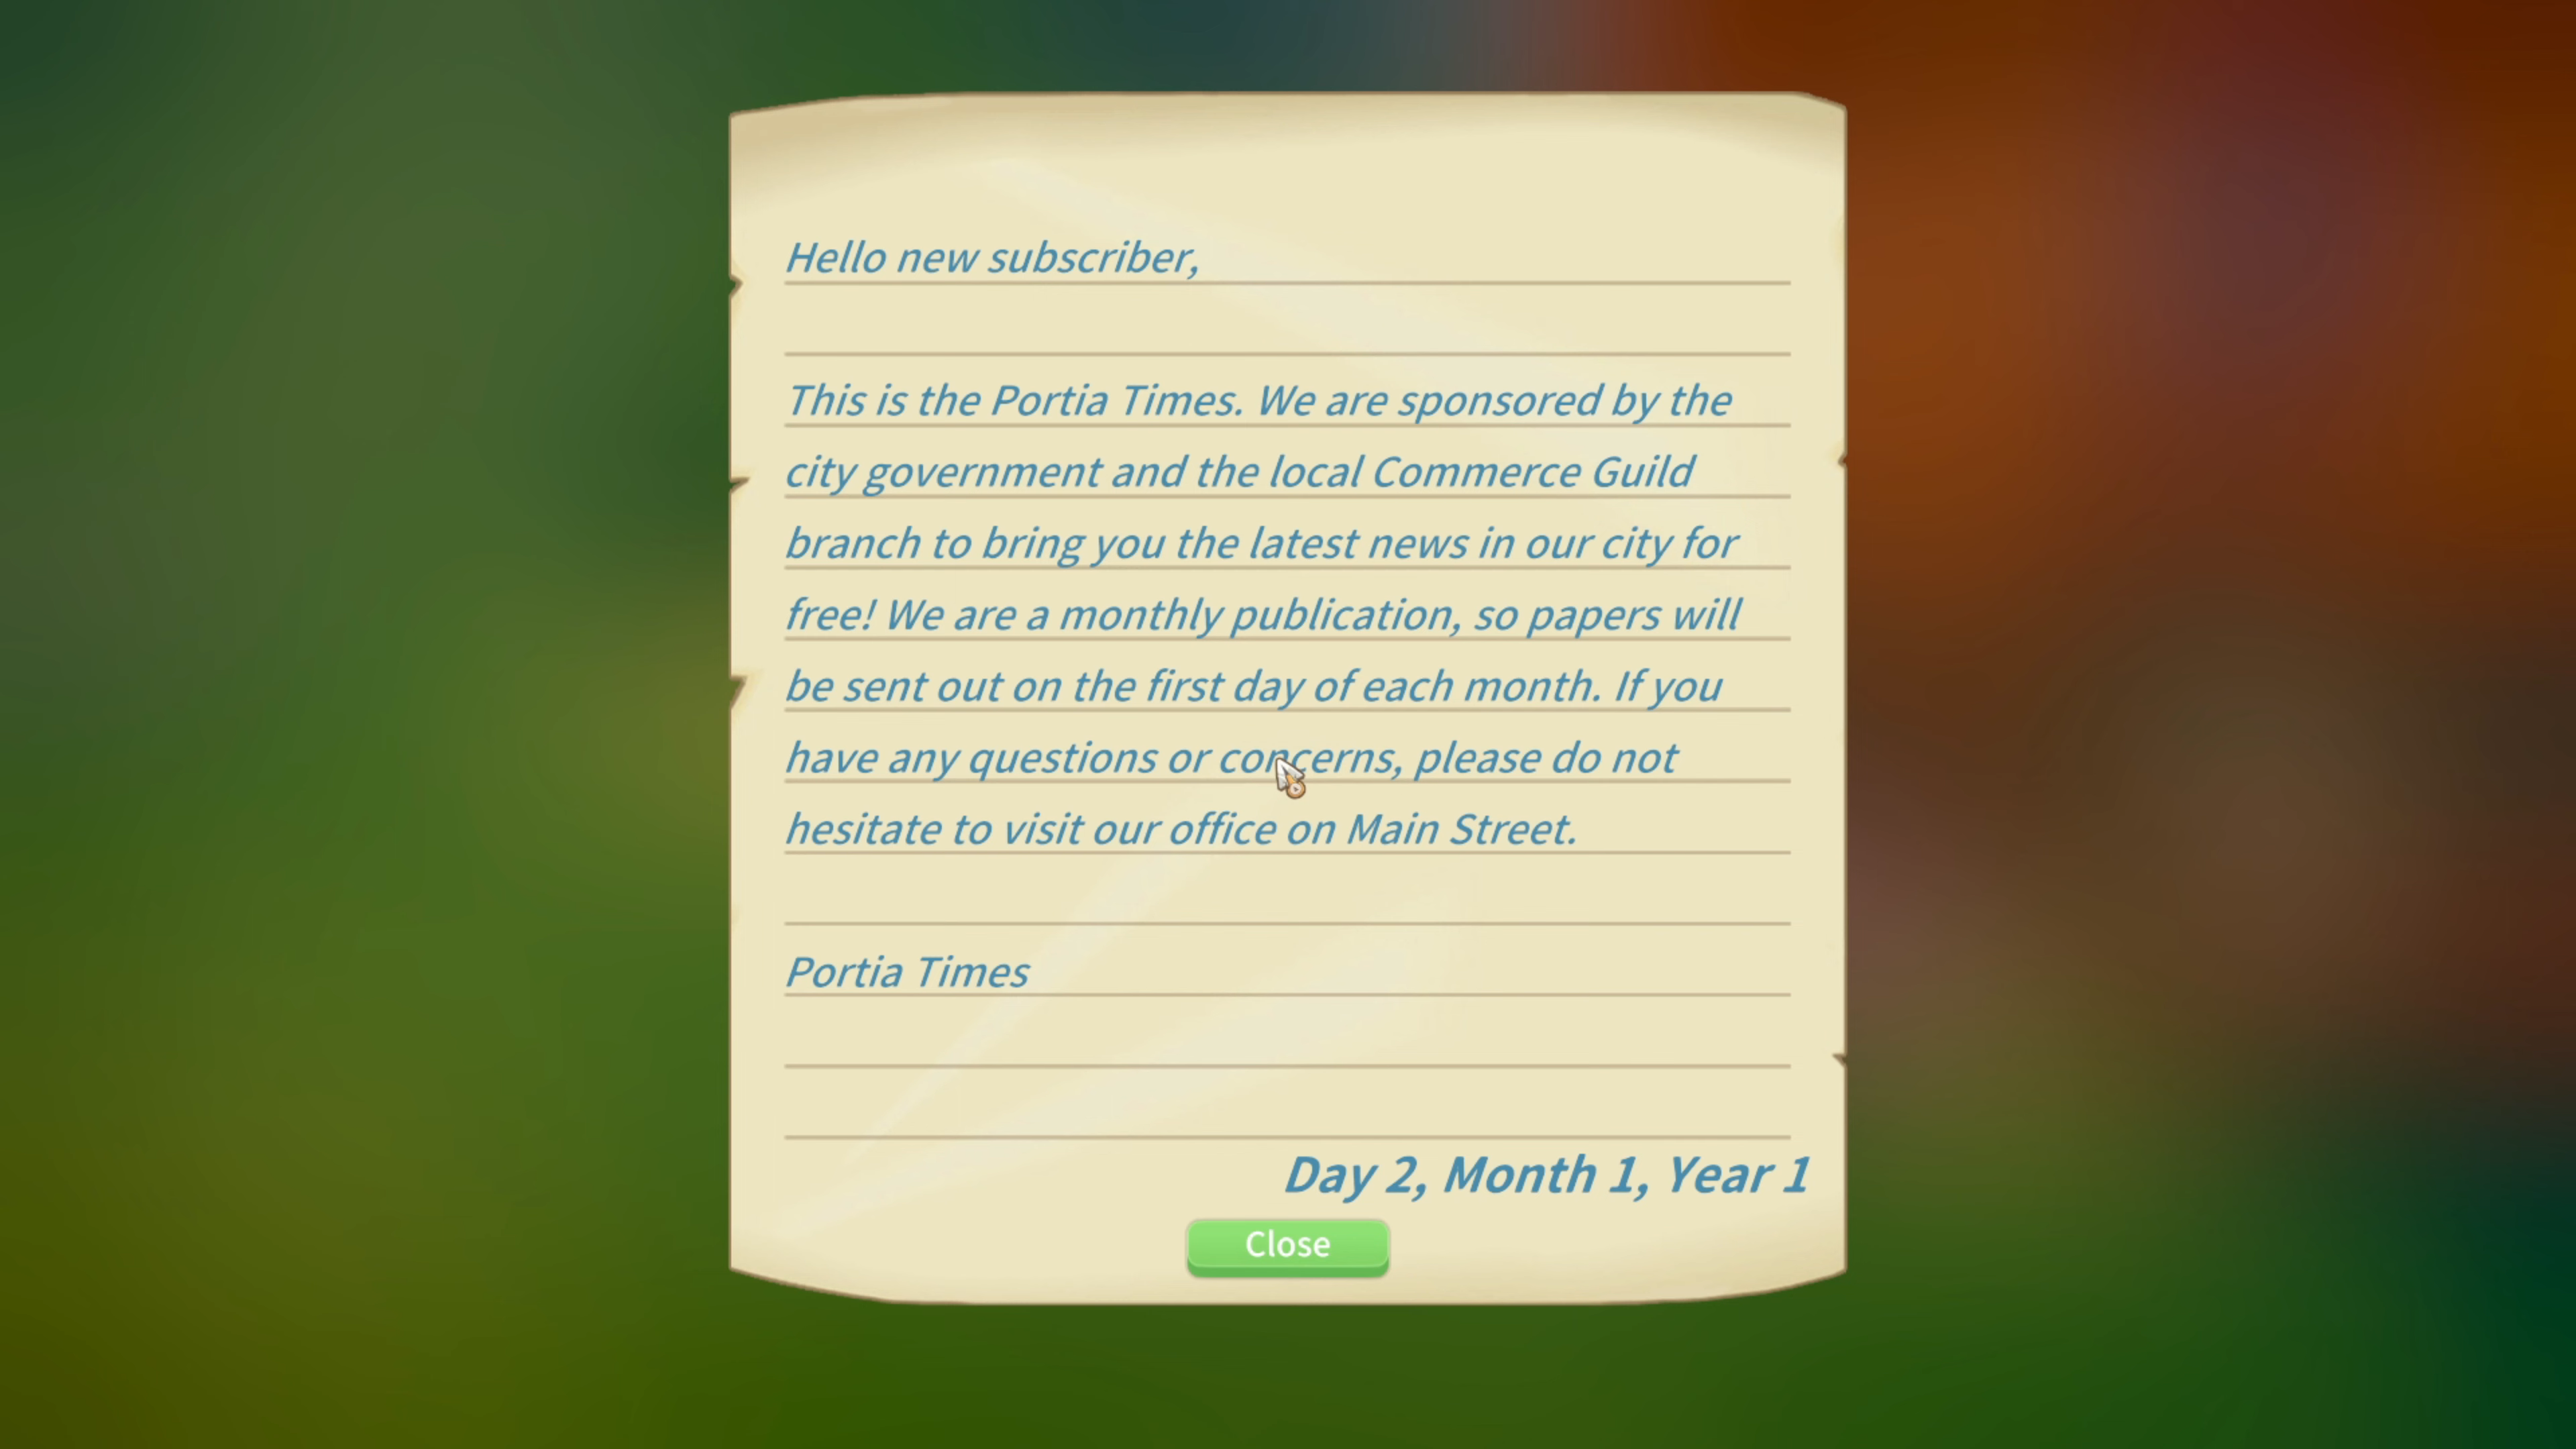 Hello new subscriber,
This is the Portia Times. We are sponsored by the
city government and the local Commerce Guild
branch to bring you the latest news in our city for
free! We are a monthly publication, so papers will
be sent out on the first day of each month. If you
have any questions or concerns, please do not
hesitate to visit our office on Main Street.
Portia Times
Day 2, Month 1, Year 1
Close